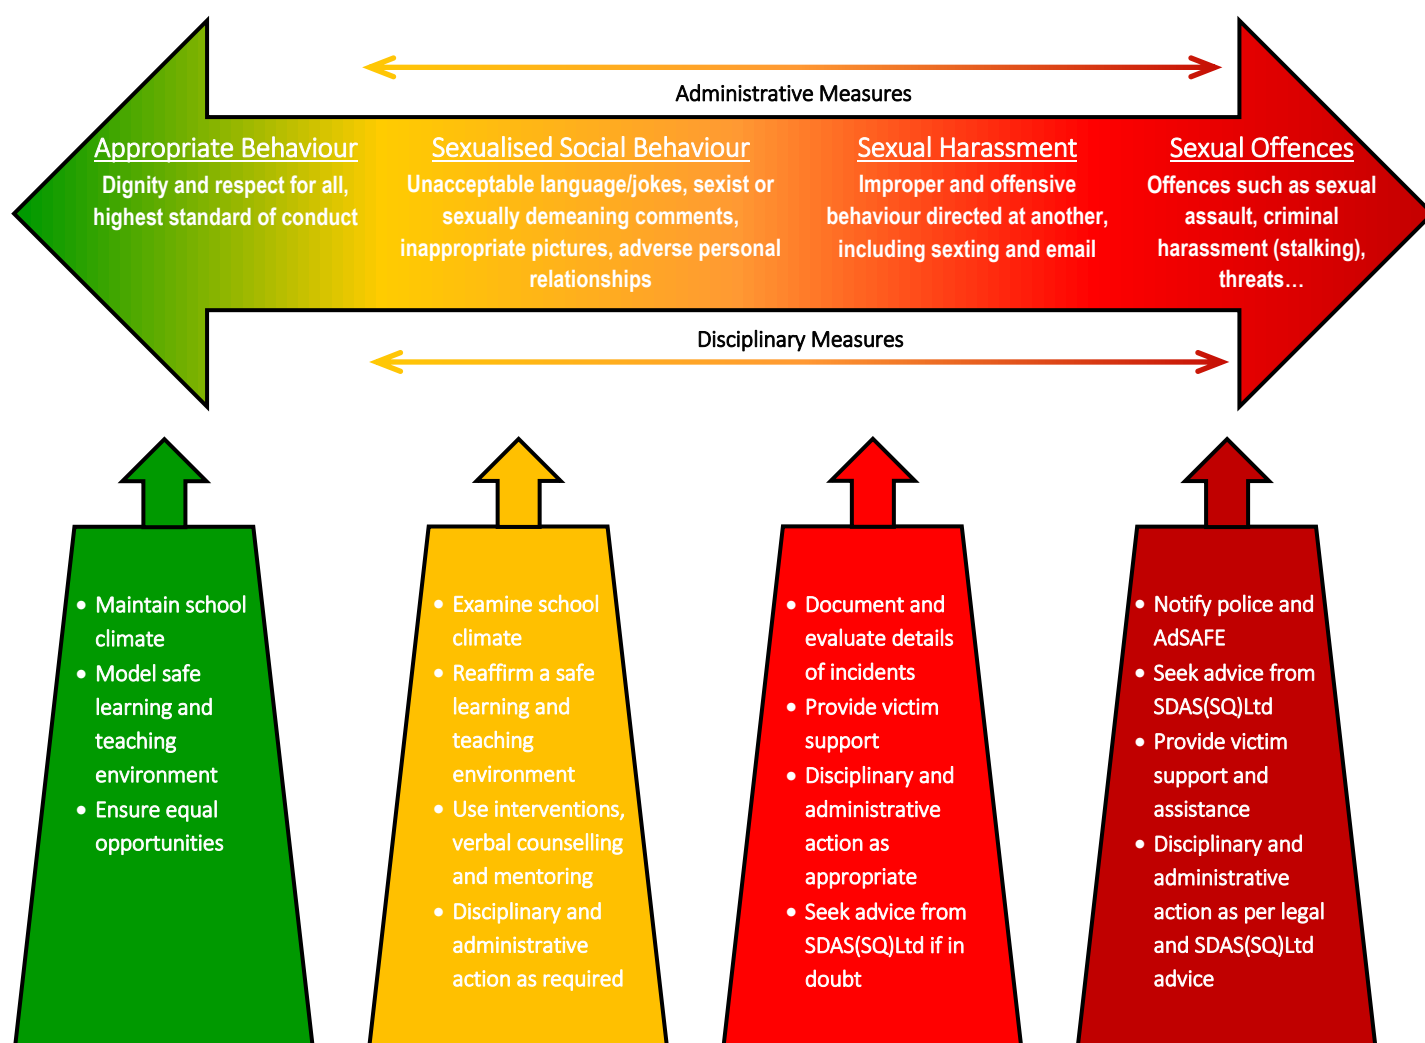 Administrative Measures
Appropriate Behaviour
Dignity and respect for all,
highest standard of conduct
Sexualised Social Behaviour
Unacceptable language/jokes, sexist or
sexually demeaning comments,
inappropriate pictures, adverse personal
relationships
Sexual Harassment
Improper and offensive
behaviour directed at another,
including sexting and email
Sexual Offences
Offences such as sexual
assault, criminal
harassment (stalking),
threats…
Disciplinary Measures
• Maintain school
climate
• Model safe
learning and
teaching
environment
• Ensure equal
opportunities
• Examine school
climate
• Reaffirm a safe
learning and
teaching
environment
• Use interventions,
verbal counselling
and mentoring
• Disciplinary and
administrative
action as required
• Document and
evaluate details
of incidents
• Provide victim
support
• Disciplinary and
administrative
action as
appropriate
• Seek advice from
SDAS(SQ)Ltd if in
doubt
• Notify police and
AdSAFE
• Seek advice from
SDAS(SQ)Ltd
• Provide victim
support and
assistance
• Disciplinary and
administrative
action as per legal
and SDAS(SQ)Ltd
advice